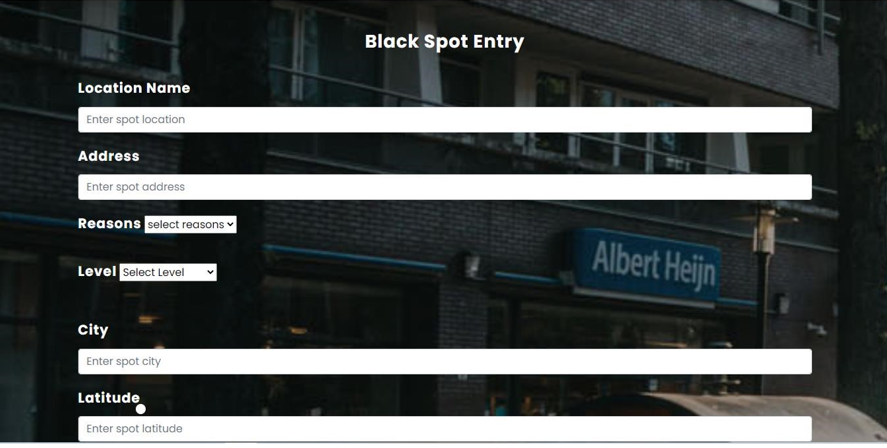 Black Spot Entry
Location Name
Enter spot location
Address
Enter spot address
Reasons select reasons
Level Select Level
Albert Heijn
City
Enter spot city
Latitude
Enter spot latitude